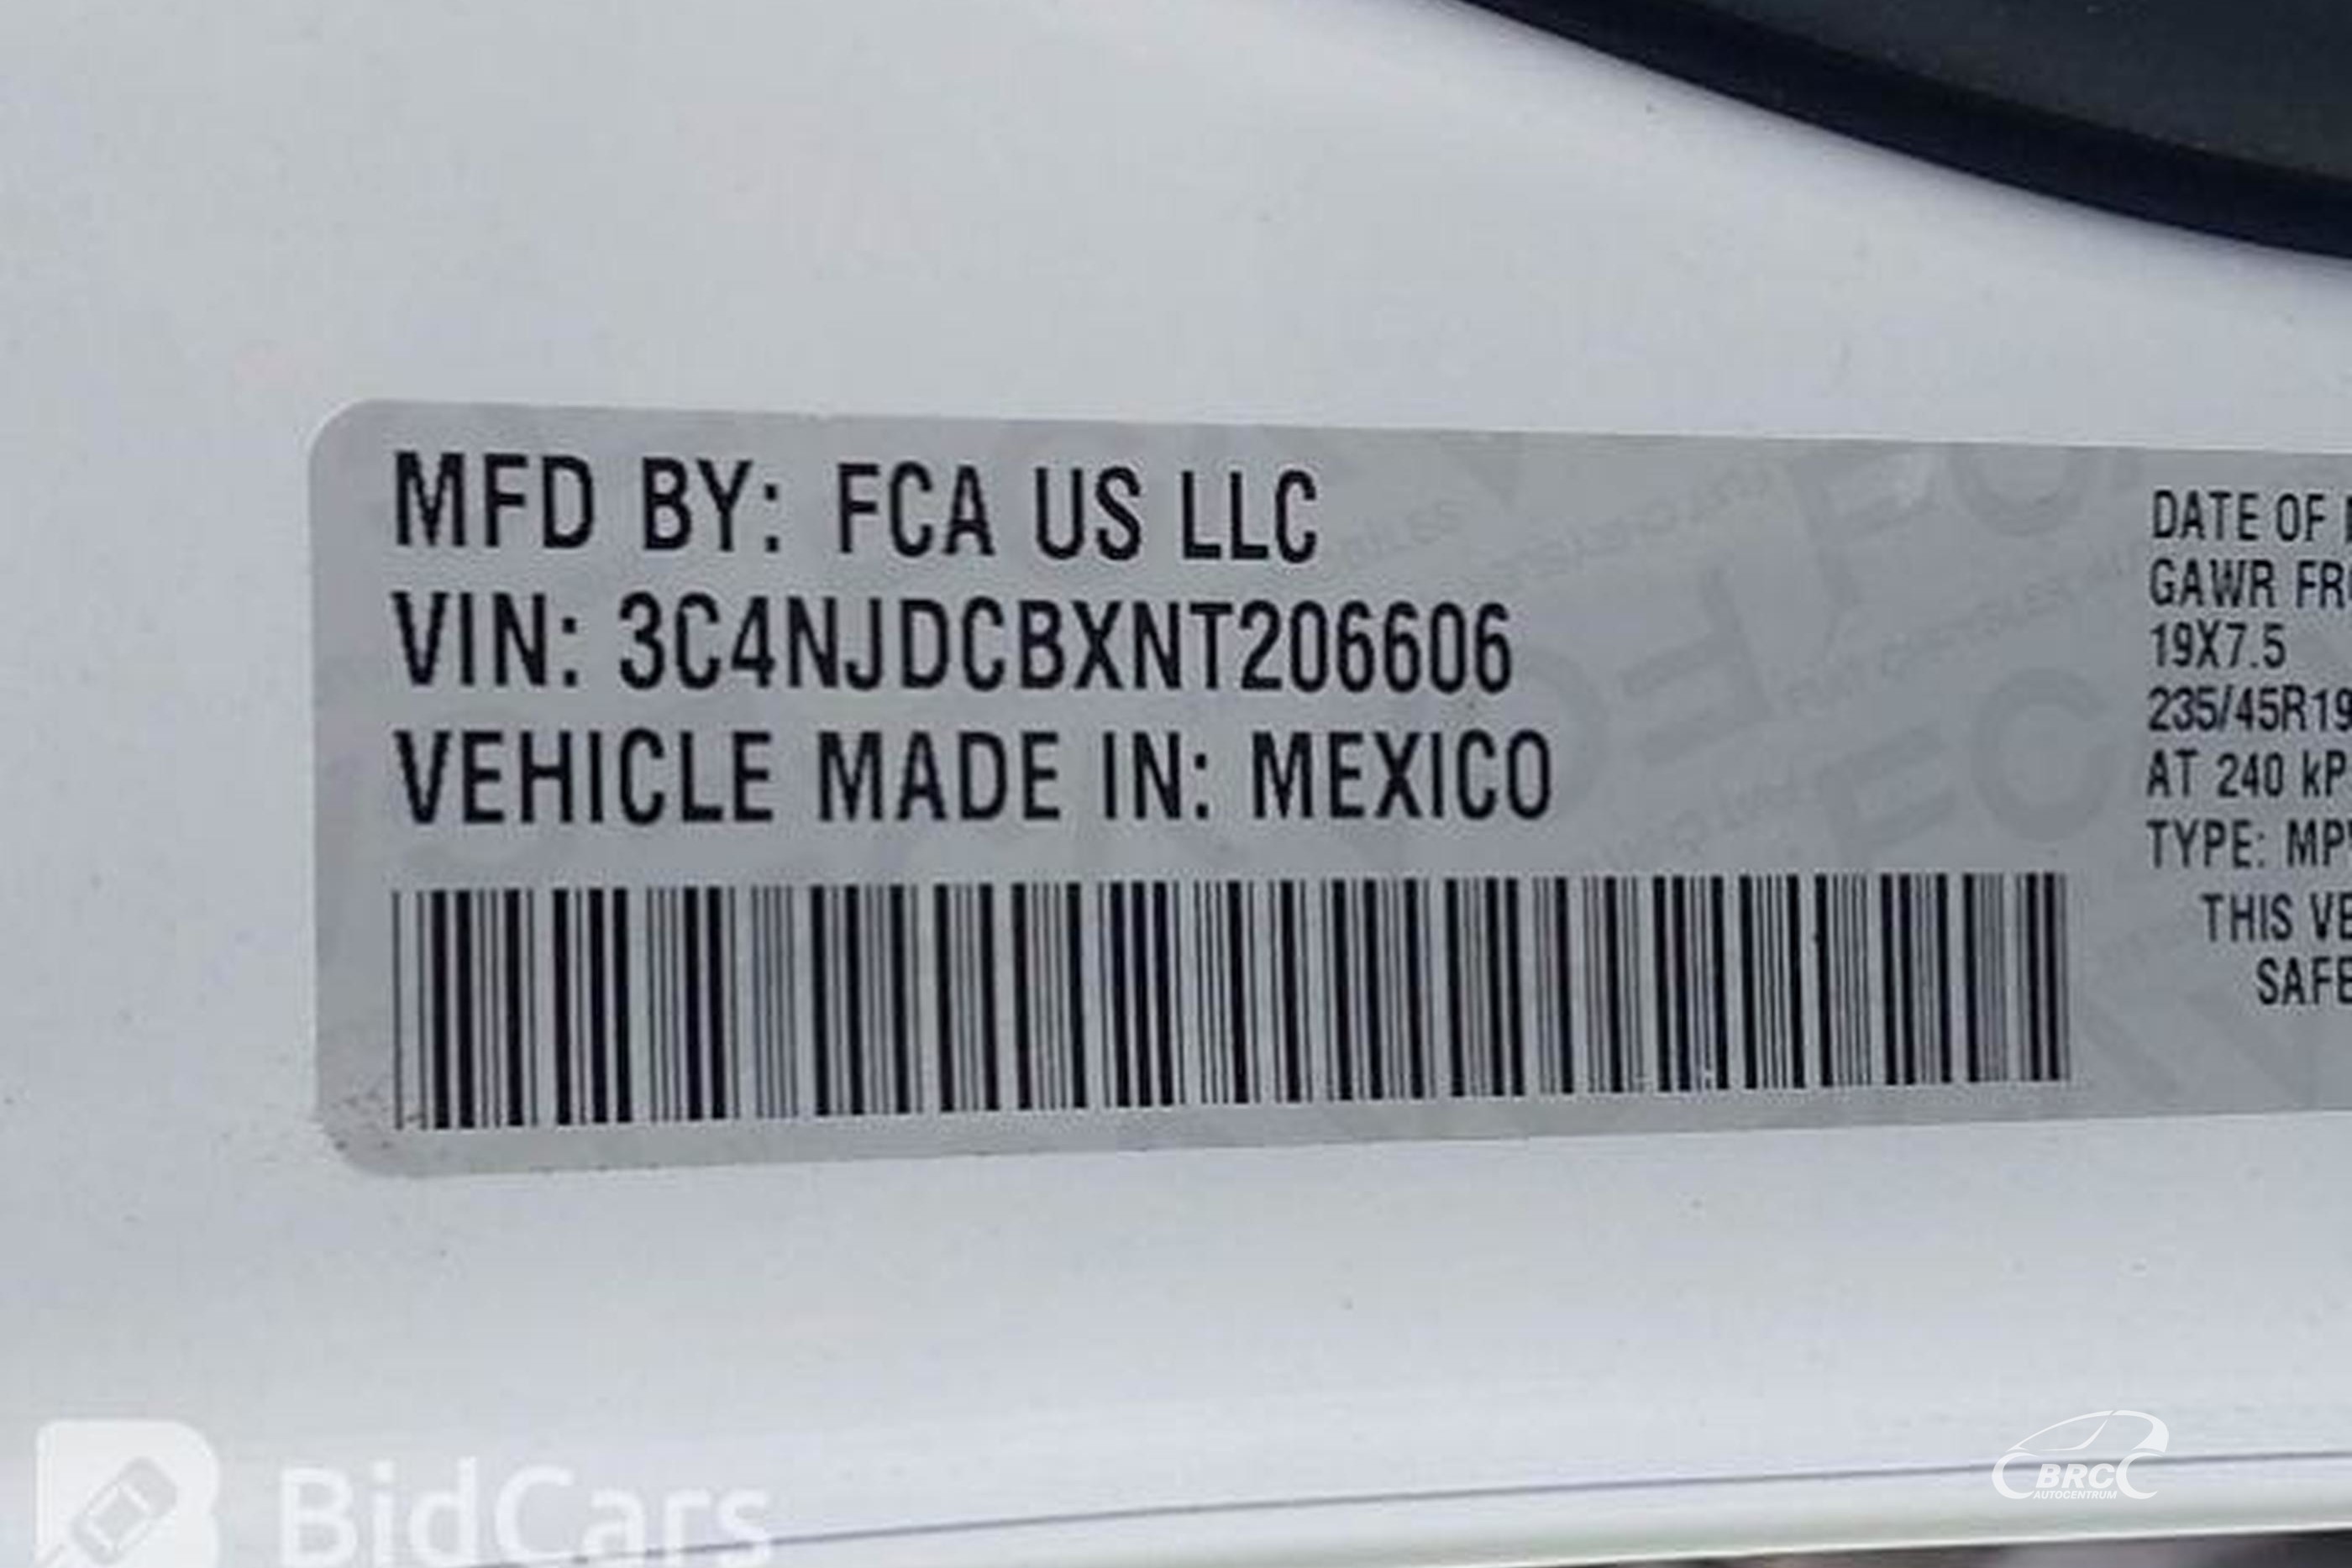 MFD BY: FCA US LLC
VIN: 3C4NJDCBXNT206606
VEHICLE MADE IN: MEXICO
DATE OF
GAWR FR
19X7.5
235/45R19
AT 240 kP
TYPE: MP
THIS VE
SAFE
BidCars
BRC
AUTOCENTRUM